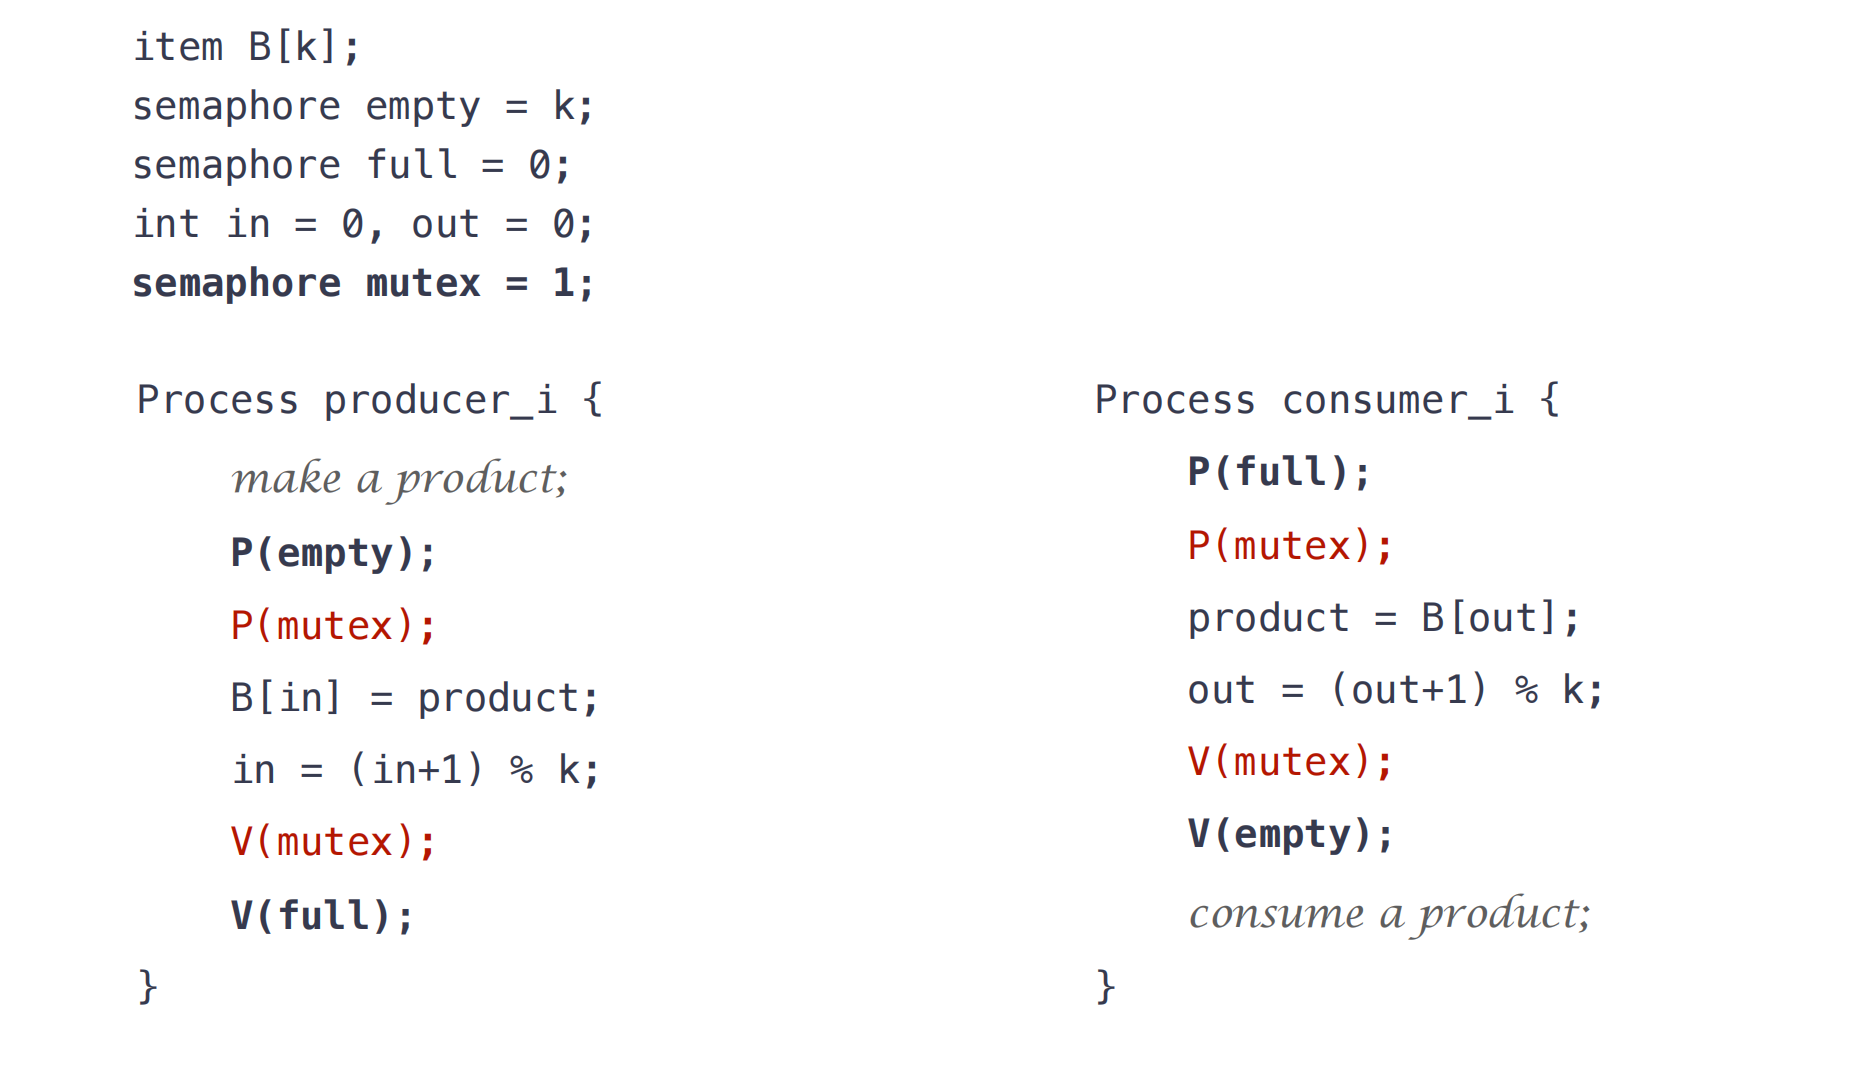 item B[k];
semaphore empty = k;
semaphore full = 0;
int in = 0, out = 0;
semaphore mutex = 1;
Process producer_i {
make a product;
P(empty);
P(mutex);
B[in] = product;
in = (in+1) % k;
V(mutex);
V(full);
}
Process consumer_i {
P(full);
P(mutex);
product = B[out];
out = (out+1) % k;
V(mutex);
V(empty);
consume a product;
}